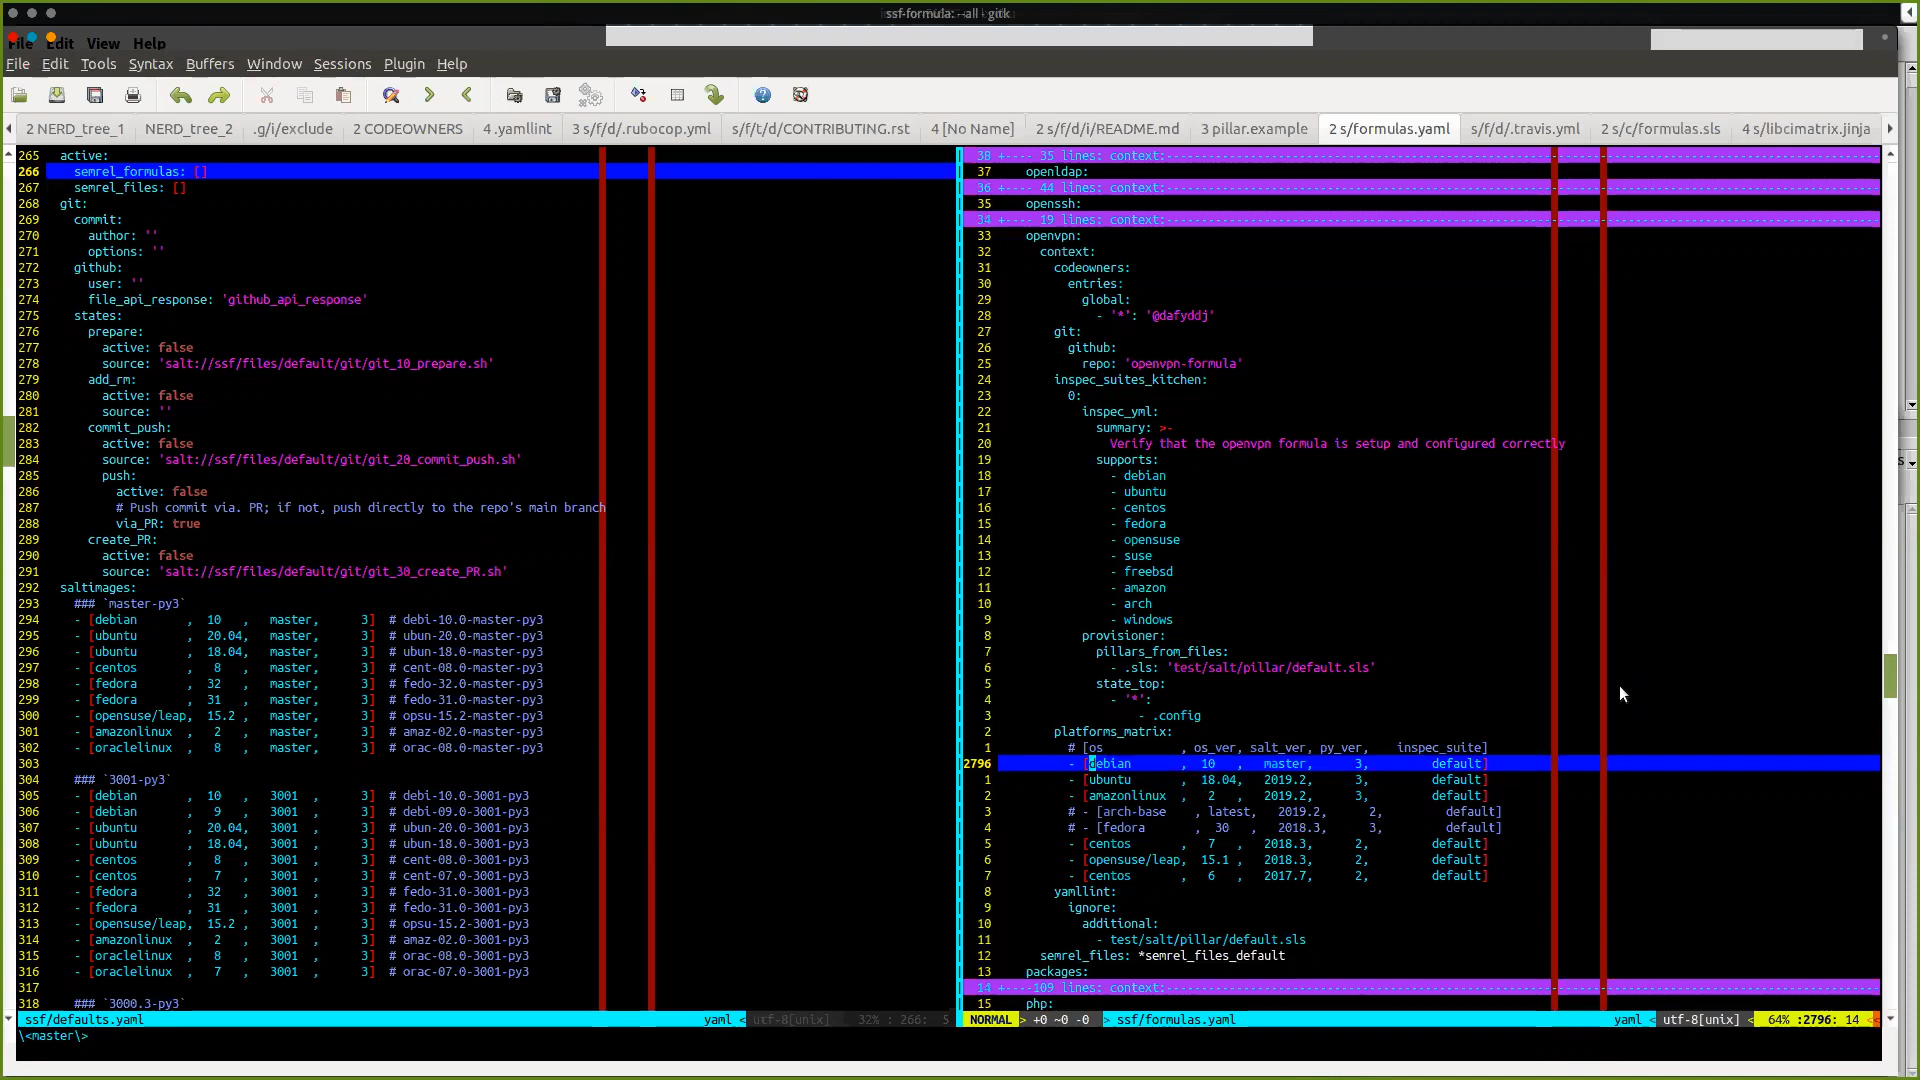 ssf-formula: --all - gitk
File Edit View Help
File Edit Tools Syntax Buffers Window Sessions Plugin Help
2 NERD_tree_1 NERD_tree_2 .g/i/exclude 2 CODEOWNERS 4 .yamllint 3 s/f/d/.rubocop.yml s/f/t/d/CONTRIBUTING.rst 4 [No Name] 2 s/f/d/i/README.md 3 pillar.example 2 s/formulas.yaml s/f/d/.travis.yml 2 s/c/formulas.sls 4 s/libcimatrix.jinja
265 active:
266 semrel_formulas: []
267 semrel_files: []
268 git:
269 commit:
270 author: ''
271 options: ''
272 github:
273 user: ''
274 file_api_response: 'github_api_response'
275 states:
276 prepare:
277 active: false
278 source: 'salt://ssf/files/default/git/git_10_prepare.sh'
279 add_rm:
280 active: false
281 source: ''
282 commit_push:
283 active: false
284 source: 'salt://ssf/files/default/git/git_20_commit_push.sh'
285 push:
286 active: false
287 # Push commit via. PR; if not, push directly to the repo's main branch
288 via_PR: true
289 create_PR:
290 active: false
291 source: 'salt://ssf/files/default/git/git_30_create_PR.sh'
292 saltimages:
293 ### `master-py3`
294 - [debian , 10 , master, 3] # debi-10.0-master-py3
295 - [ubuntu , 20.04, master, 3] # ubun-20.0-master-py3
296 - [ubuntu , 18.04, master, 3] # ubun-18.0-master-py3
297 - [centos , 8 , master, 3] # cent-08.0-master-py3
298 - [fedora , 32 , master, 3] # fedo-32.0-master-py3
299 - [fedora , 31 , master, 3] # fedo-31.0-master-py3
300 - [opensuse/leap, 15.2 , master, 3] # opsu-15.2-master-py3
301 - [amazonlinux , 2 , master, 3] # amaz-02.0-master-py3
302 - [oraclelinux , 8 , master, 3] # orac-08.0-master-py3
303
304 ### `3001-py3`
305 - [debian , 10 , 3001 , 3] # debi-10.0-3001-py3
306 - [debian , 9 , 3001 , 3] # debi-09.0-3001-py3
307 - [ubuntu , 20.04, 3001 , 3] # ubun-20.0-3001-py3
308 - [ubuntu , 18.04, 3001 , 3] # ubun-18.0-3001-py3
309 - [centos , 8 , 3001 , 3] # cent-08.0-3001-py3
310 - [centos , 7 , 3001 , 3] # cent-07.0-3001-py3
311 - [fedora , 32 , 3001 , 3] # fedo-31.0-3001-py3
312 - [fedora , 31 , 3001 , 3] # fedo-31.0-3001-py3
313 - [opensuse/leap, 15.2 , 3001 , 3] # opsu-15.2-3001-py3
314 - [amazonlinux , 2 , 3001 , 3] # amaz-02.0-3001-py3
315 - [oraclelinux , 8 , 3001 , 3] # orac-08.0-3001-py3
316 - [oraclelinux , 7 , 3001 , 3] # orac-07.0-3001-py3
317
318 ### `3000.3-py3`
ssf/defaults.yaml yaml < utf-8[unix] 32% : 266: 5
\<master\>
38 +---- 35 lines: context:----
37 openldap:
36 +---- 44 lines: context:----
35 openssh:
34 +---- 19 lines: context:----
33 openvpn:
32 context:
31 codeowners:
30 entries:
29 global:
28 - '*': '@dafyddj'
27 git:
26 github:
25 repo: 'openvpn-formula'
24 inspec_suites_kitchen:
23 0:
22 inspec_yml:
21 summary: >-
20 Verify that the openvpn formula is setup and configured correctly
19 supports:
18 - debian
17 - ubuntu
16 - centos
15 - fedora
14 - opensuse
13 - suse
12 - freebsd
11 - amazon
10 - arch
9 - windows
8 provisioner:
7 pillars_from_files:
6 - .sls: 'test/salt/pillar/default.sls'
5 state_top:
4 - '*':
3 - .config
2 platforms_matrix:
1 # [os , os_ver, salt_ver, py_ver, inspec_suite]
2796 - [debian , 10 , master, 3, default]
1 - [ubuntu , 18.04, 2019.2, 3, default]
2 - [amazonlinux , 2 , 2019.2, 3, default]
3 # - [arch-base , latest, 2019.2, 2, default]
4 # - [fedora , 30 , 2018.3, 3, default]
5 - [centos , 7 , 2018.3, 2, default]
6 - [opensuse/leap, 15.1 , 2018.3, 2, default]
7 - [centos , 6 , 2017.7, 2, default]
8 yamllint:
9 ignore:
10 additional:
11 - test/salt/pillar/default.sls
12 semrel_files: *semrel_files_default
13 packages:
14 +----109 lines: context:----
15 php:
NORMAL > +0 ~0 -0 > ssf/formulas.yaml yaml < utf-8[unix] < 64% :2796: 14